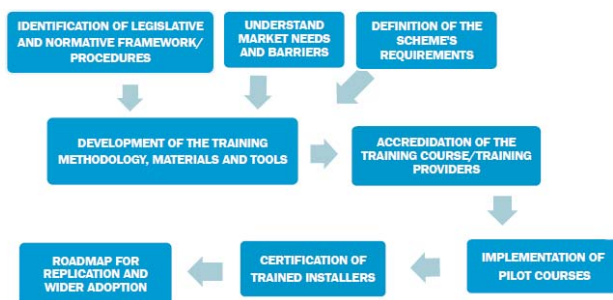 IDENTIFICATION OF LEGISLATIVE
AND NORMATIVE FRAMEWORK/
PROCEDURES
UNDERSTAND
MARKET NEEDS
AND BARRIERS
DEFINITION OF THE
SCHEME'S
REQUIREMENTS
DEVELOPMENT OF THE TRAINING
METHODOLOGY, MATERIALS AND TOOLS
ACCREDIDATION OF THE
TRAINING COURSE/TRAINING
PROVIDERS
IMPLEMENTATION OF
PILOT COURSES
CERTIFICATION OF
TRAINED INSTALLERS
ROADMAP FOR
REPLICATION AND
WIDER ADOPTION